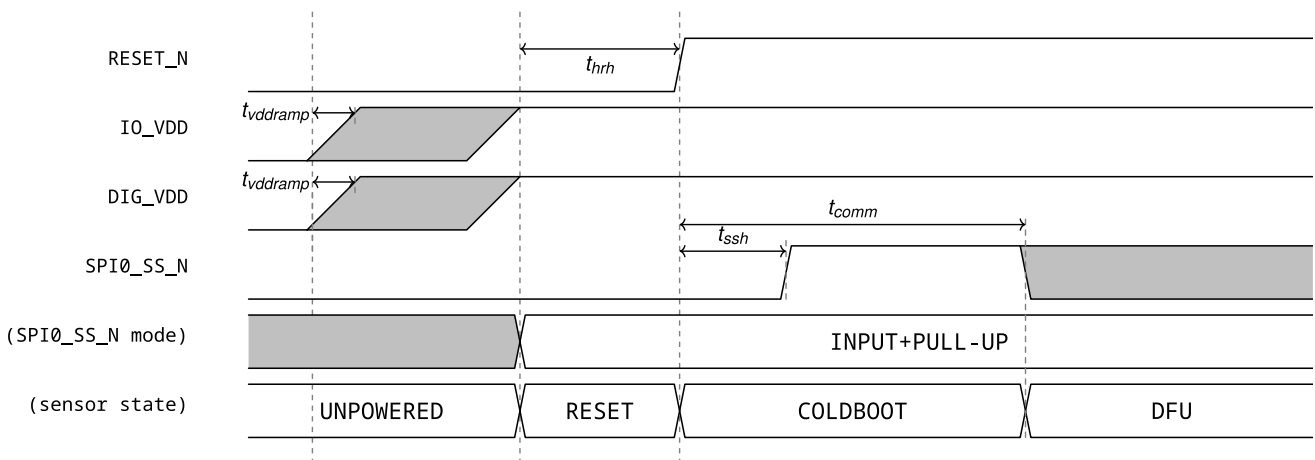 RESET_N
t_hrh
t_vddramp
IO_VDD
t_vddramp
DIG_VDD
t_comm
t_ssh
SPI0_SS_N
(SPI0_SS_N mode)
INPUT+PULL-UP
(sensor state)
UNPOWERED
RESET
COLDBOOT
DFU